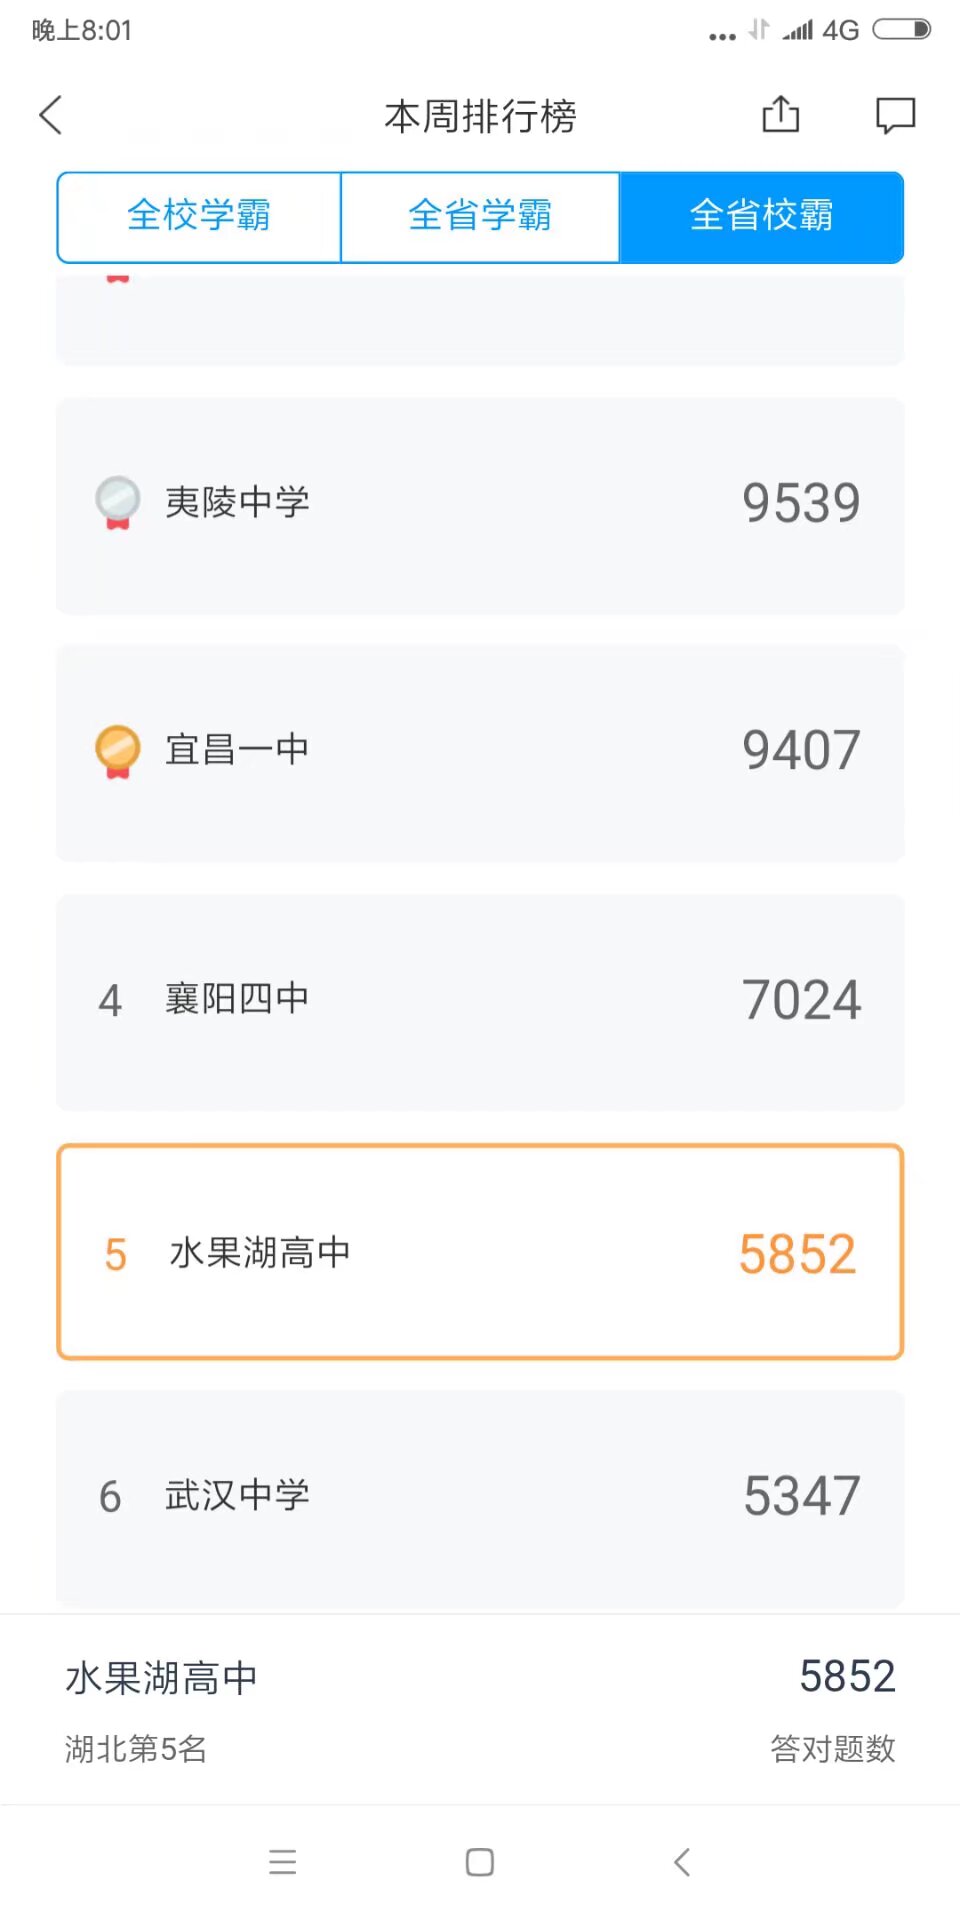 晚上8:01
4G
本周排行榜
全校学霸 全省学霸 全省校霸
夷陵中学 9539
宜昌一中 9407
4 襄阳四中 7024
5 水果湖高中 5852
6 武汉中学 5347
水果湖高中 5852
湖北第5名 答对题数